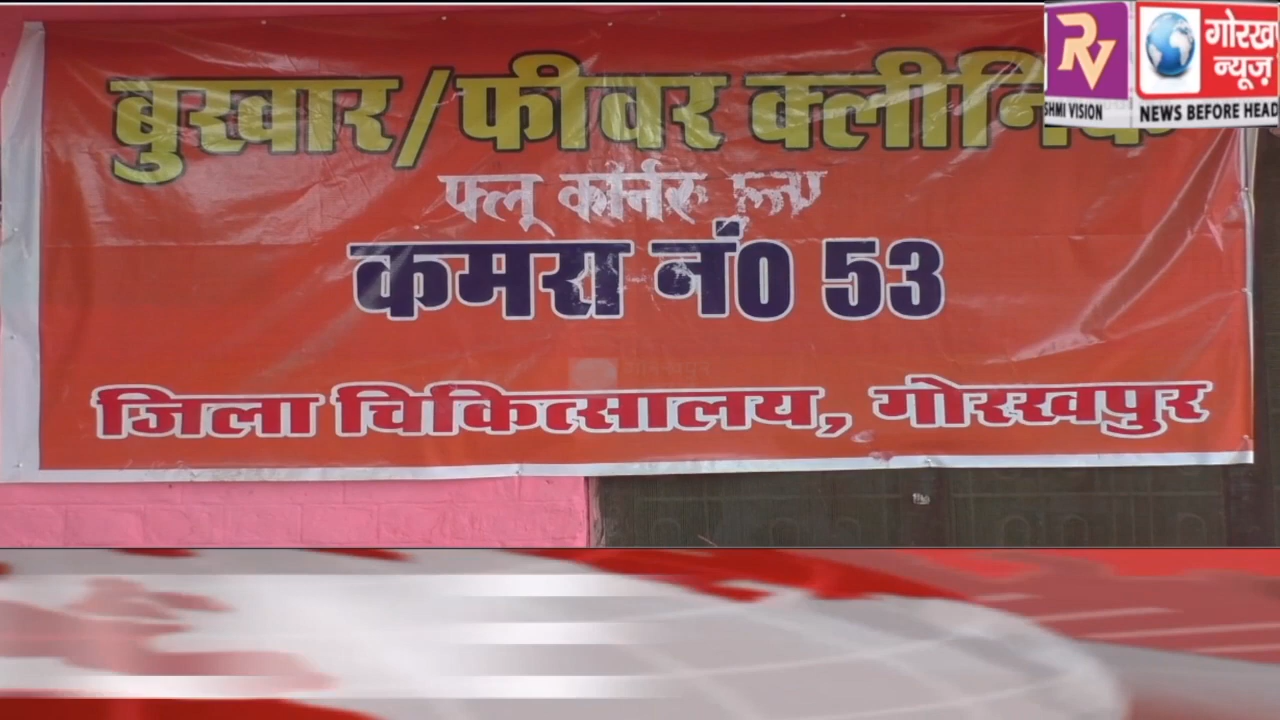 बुखार/फीवर क्लीनिक
फ्लू कॉर्नर
कमरा नं0 53
जिला चिकित्सालय, गोरखपुर
RV
SHMI VISION
गोरख
न्यूज़
NEWS BEFORE HEAD